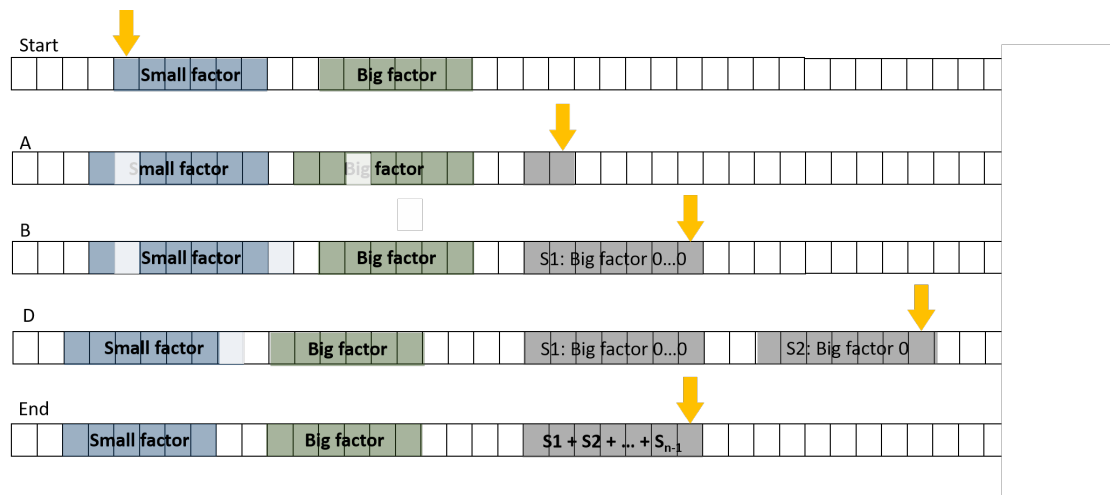 Start
Small factor Big factor
A
Small factor Big factor
B
Small factor Big factor S1: Big factor 0...0
D
Small factor Big factor S1: Big factor 0...0 S2: Big factor 0
End
Small factor Big factor S1 + S2 + ... + Sn-1